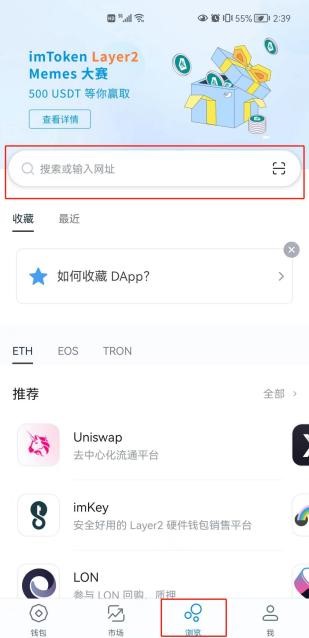 55% 2:39
imToken Layer2
Memes 大赛
500 USDT 等你赢取
查看详情
搜索或输入网址
收藏 最近
如何收藏 DApp?
ETH EOS TRON
推荐 全部
Uniswap
去中心化流通平台
imKey
安全好用的 Layer2 硬件钱包销售平台
LON
参与 LON 回购、质押
钱包 市场 浏览 我